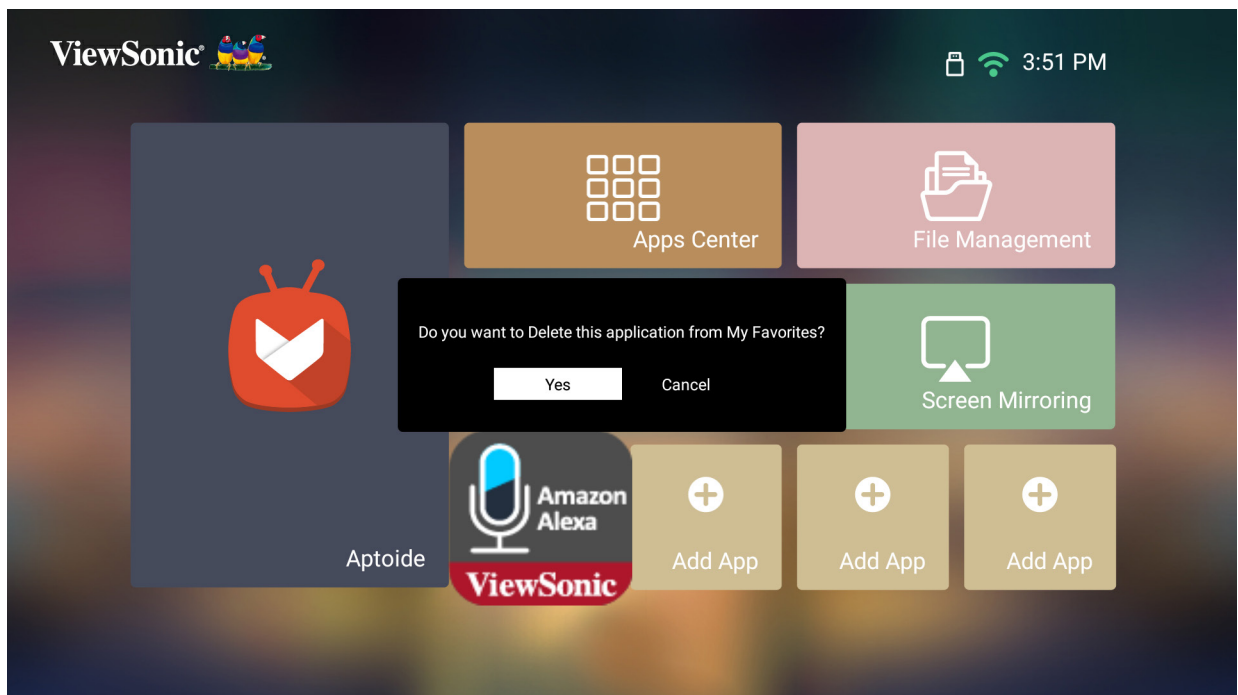 ViewSonic®
3:51 PM
Apps Center
File Management
Do you want to Delete this application from My Favorites?
Yes
Cancel
Screen Mirroring
Aptoide
Amazon
Alexa
ViewSonic
Add App
Add App
Add App